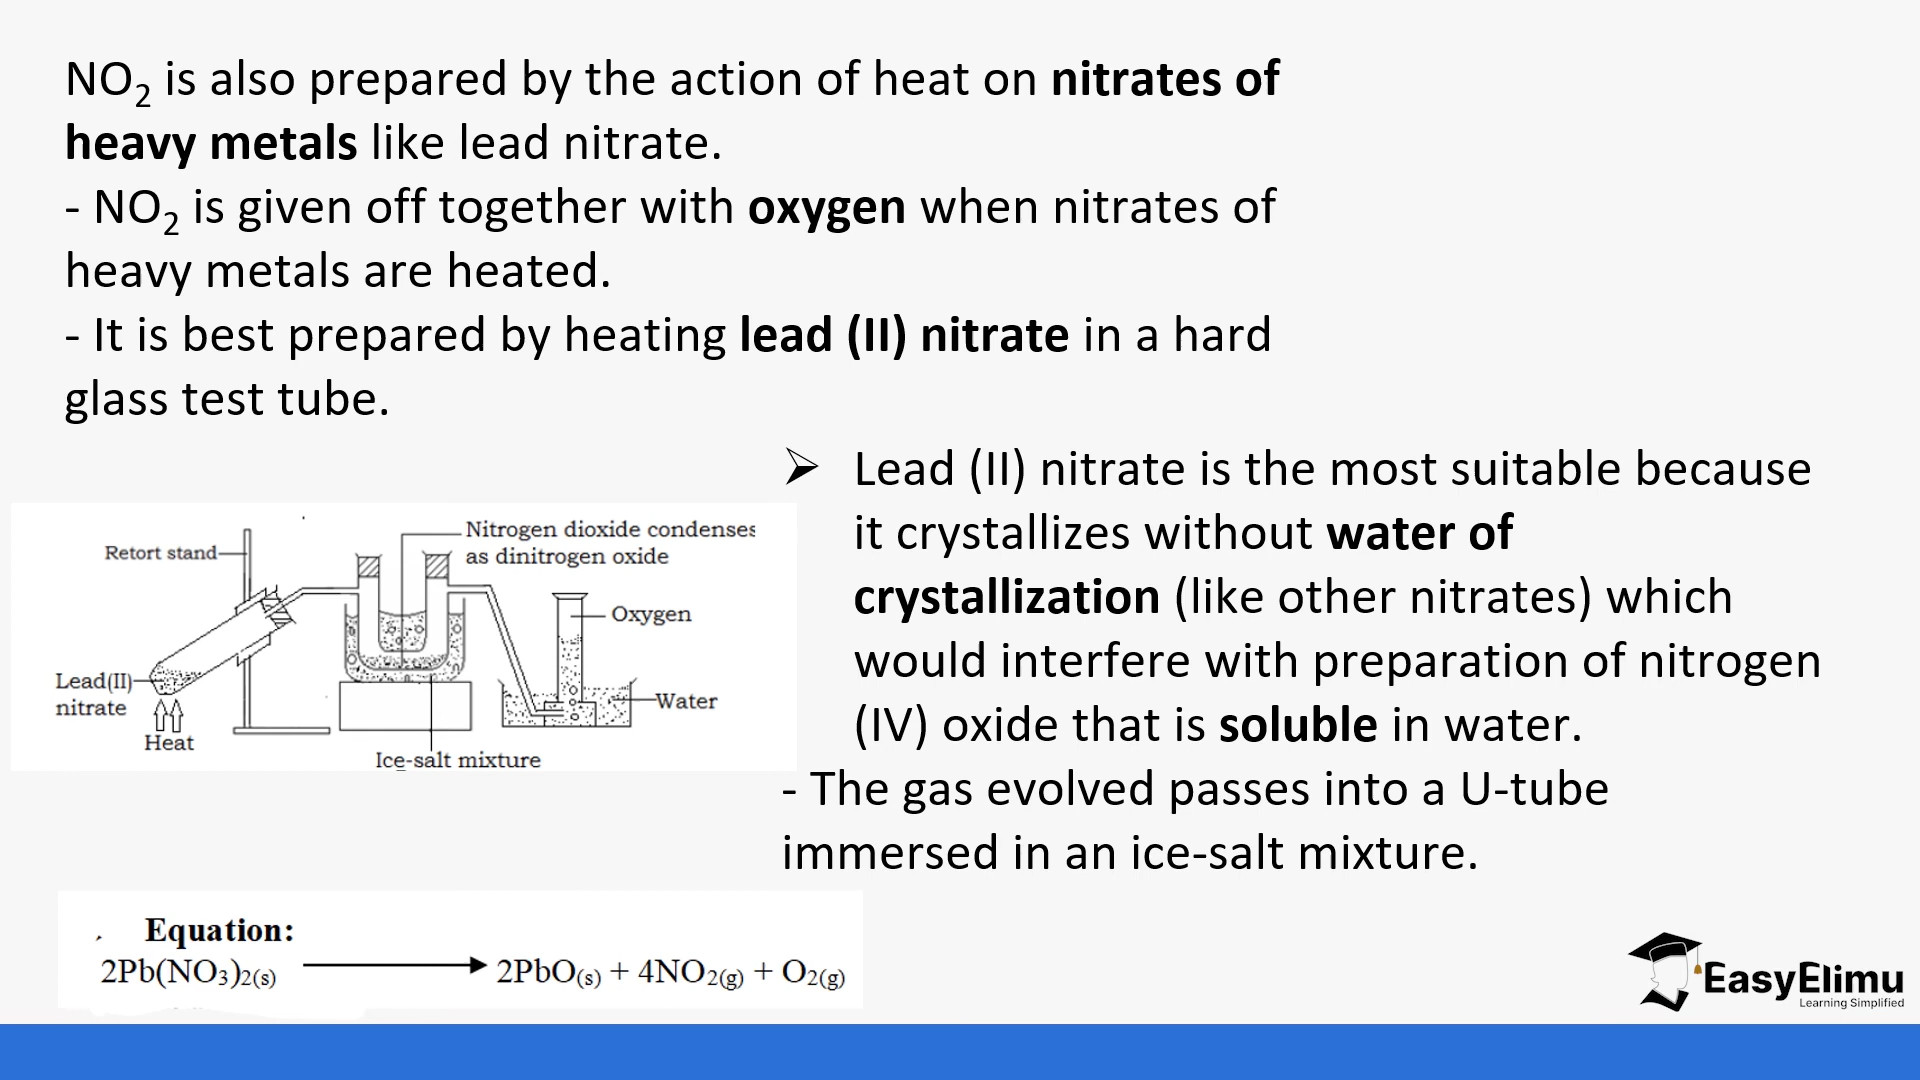 NO2 is also prepared by the action of heat on nitrates of
heavy metals like lead nitrate.
- NO2 is given off together with oxygen when nitrates of
heavy metals are heated.
- It is best prepared by heating lead (II) nitrate in a hard
glass test tube.
➢ Lead (II) nitrate is the most suitable because
it crystallizes without water of
crystallization (like other nitrates) which
would interfere with preparation of nitrogen
(IV) oxide that is soluble in water.
- The gas evolved passes into a U-tube
immersed in an ice-salt mixture.
Nitrogen dioxide condenses
as dinitrogen oxide
Retort stand
Oxygen
Lead(II)
nitrate
Water
Heat
Ice-salt mixture
Equation:
2Pb(NO3)2(s) → 2PbO(s) + 4NO2(g) + O2(g)
EasyElimu
Learning Simplified